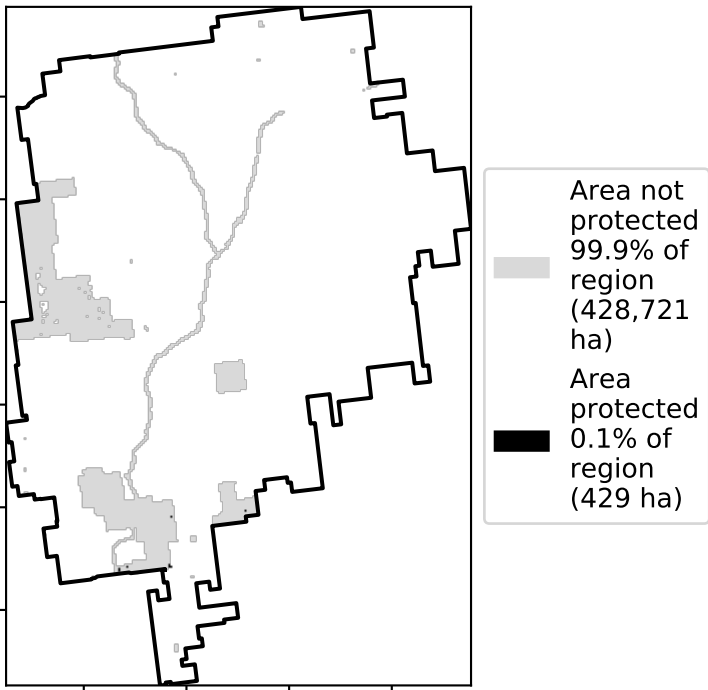 Area not
protected
99.9% of
region
(428,721
ha)
Area
protected
0.1% of
region
(429 ha)